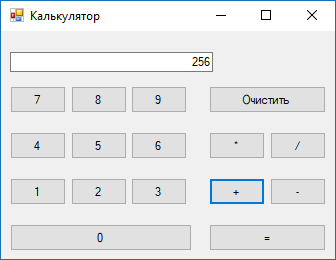 Калькулятор
256
7 8 9 Очистить
4 5 6 * /
1 2 3 + -
0 =